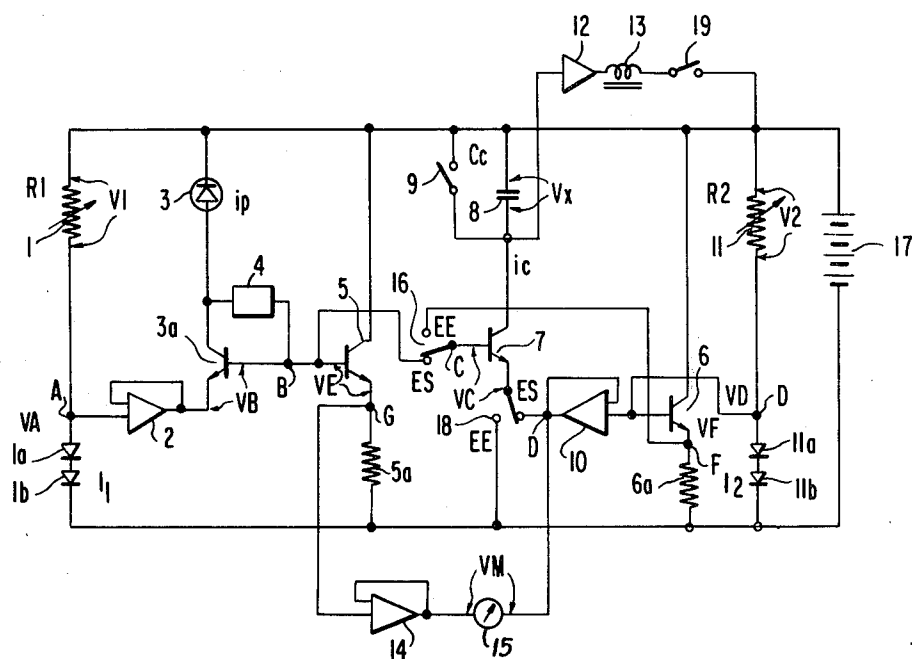 12 13 19
Cc
R1 V1 3 ip 9 8 Vx R2 V2
1 11 17
4 ic
5 16 EE
3a 7 6
C
A VB B VE ES VC ES VD D
VA 2 G 18 D 10 VF
EE F
1a 5a 6a I2 11a
1b I1 11b
VM
14 15